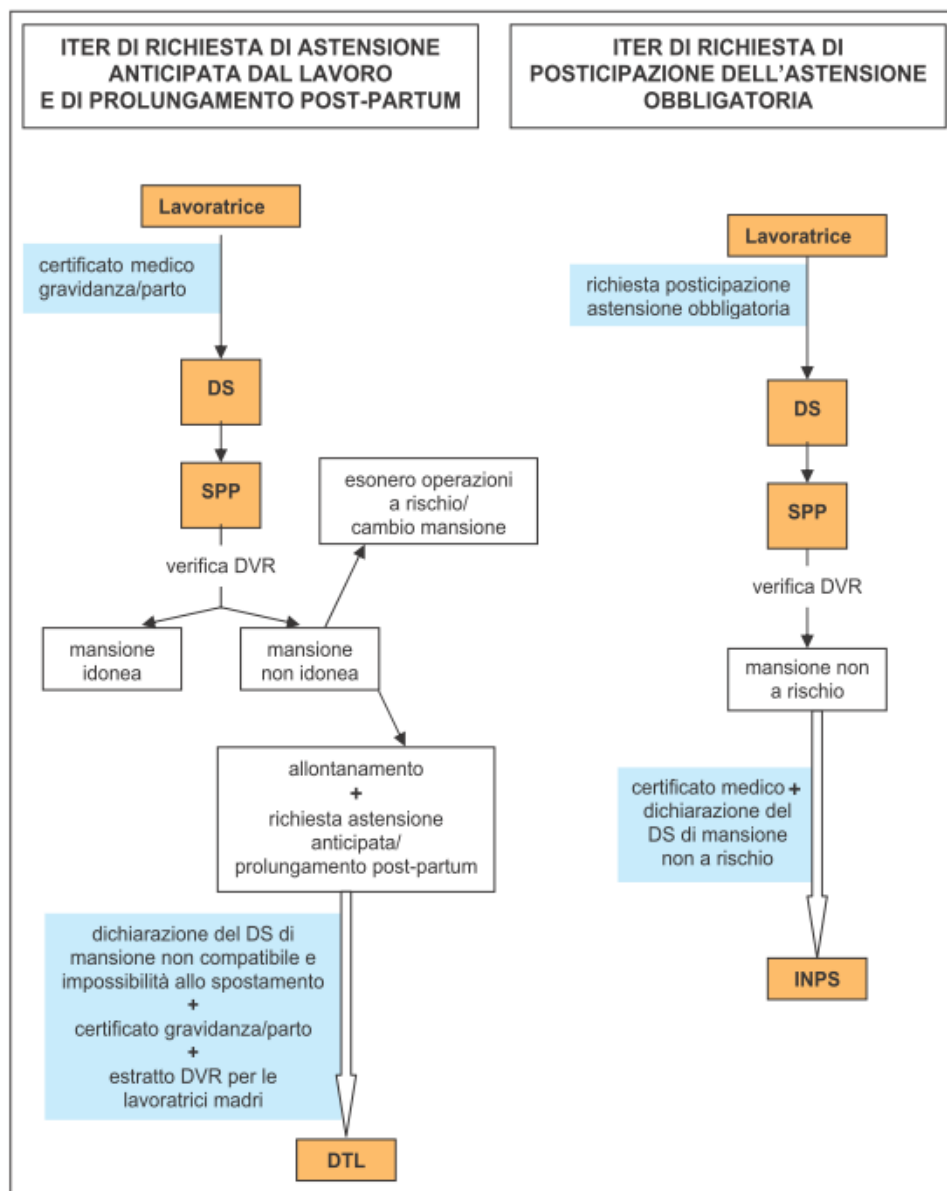 ITER DI RICHIESTA DI ASTENSIONE
ANTICIPATA DAL LAVORO
E DI PROLUNGAMENTO POST-PARTUM
Lavoratrice
certificato medico
gravidanza/parto
DS
SPP
esonero operazioni
a rischio/
cambio mansione
verifica DVR
mansione
idonea
mansione
non idonea
allontanamento
+
richiesta astensione
anticipata/
prolungamento post-partum
dichiarazione del DS di
mansione non compatibile e
impossibilità allo spostamento
+
certificato gravidanza/parto
+
estratto DVR per le
lavoratrici madri
DTL
ITER DI RICHIESTA DI
POSTICIPAZIONE DELL'ASTENSIONE
OBBLIGATORIA
Lavoratrice
richiesta posticipazione
astensione obbligatoria
DS
SPP
verifica DVR
mansione non
a rischio
certificato medico +
dichiarazione del
DS di mansione
non a rischio
INPS